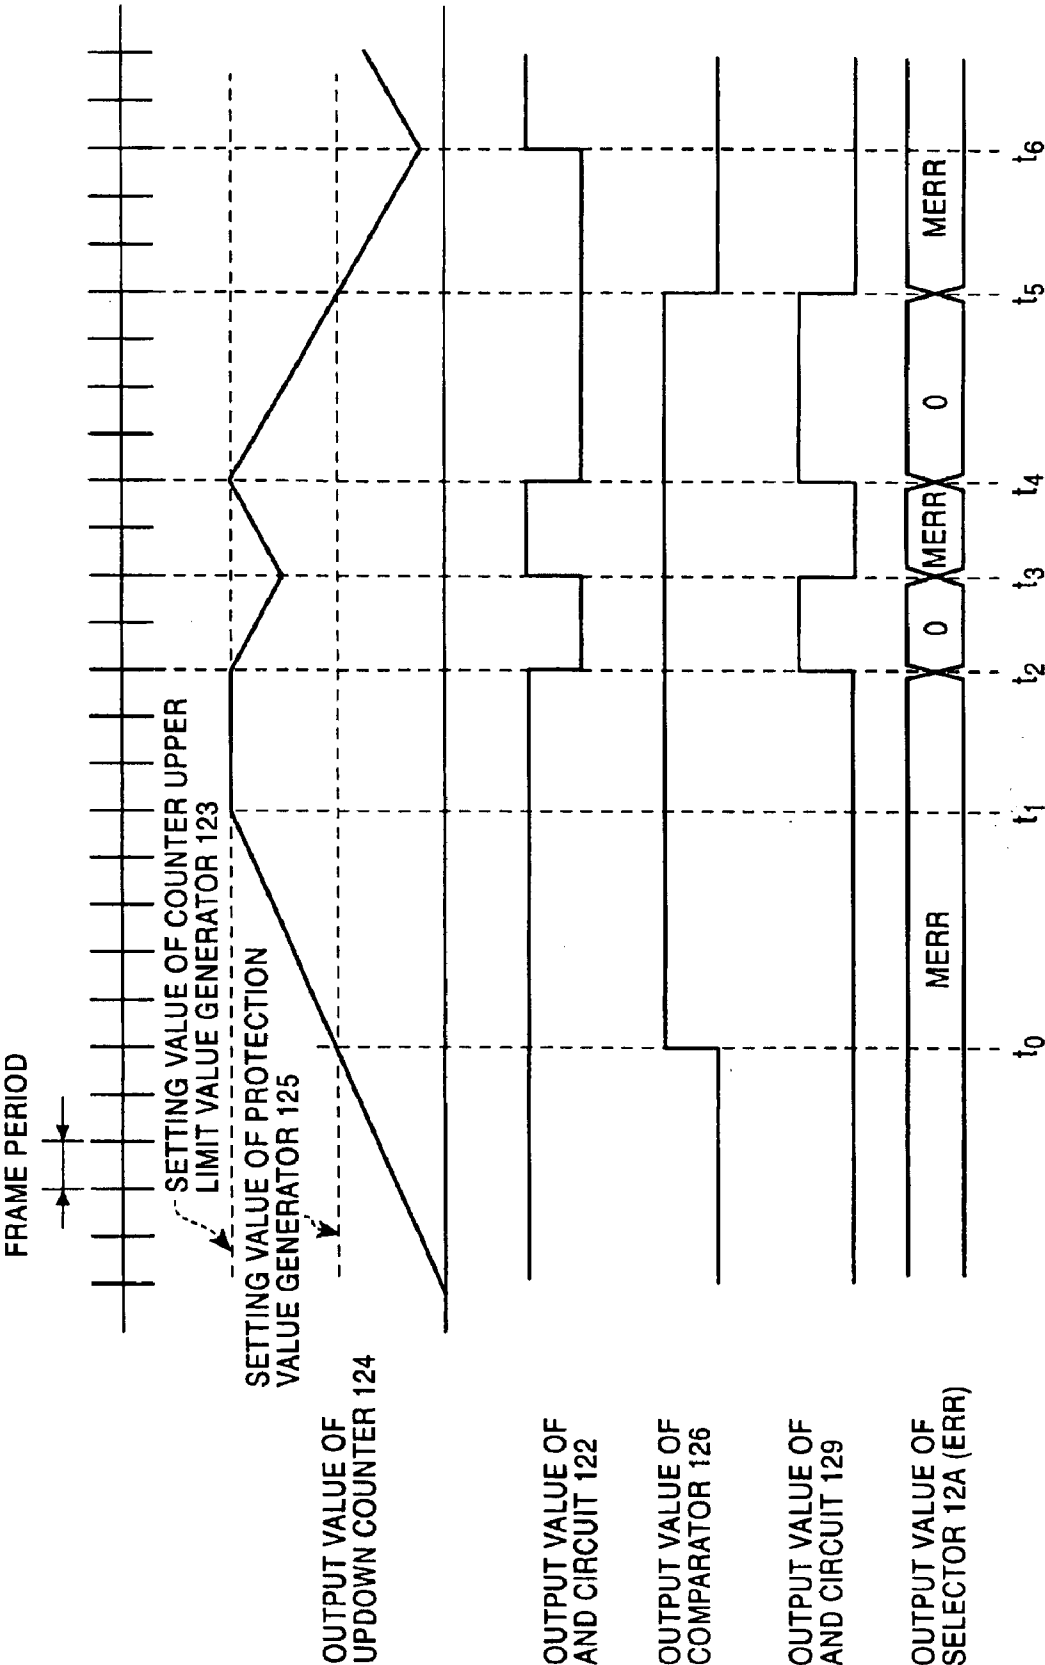 FRAME PERIOD
SETTING VALUE OF COUNTER UPPER
LIMIT VALUE GENERATOR 123
SETTING VALUE OF PROTECTION
VALUE GENERATOR 125
OUTPUT VALUE OF
UPDOWN COUNTER 124
OUTPUT VALUE OF
AND CIRCUIT 122
OUTPUT VALUE OF
COMPARATOR 126
OUTPUT VALUE OF
AND CIRCUIT 129
OUTPUT VALUE OF
SELECTOR 12A (ERR)
MERR 0 MERR 0 MERR
t0 t1 t2 t3 t4 t5 t6